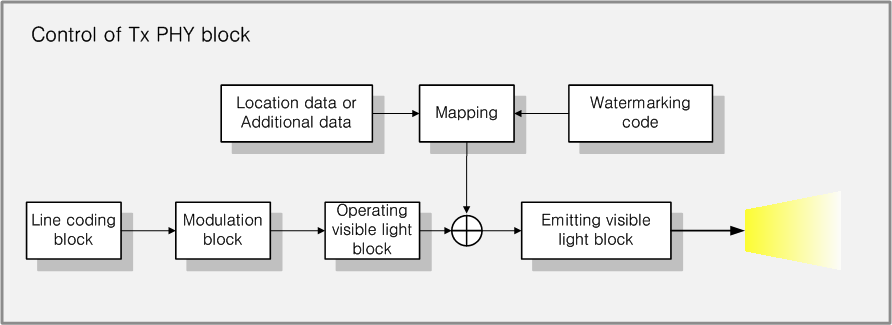 Control of Tx PHY block
Location data or
Additional data
Mapping
Watermarking
code
Line coding
block
Modulation
block
Operating
visible light
block
Emitting visible
light block